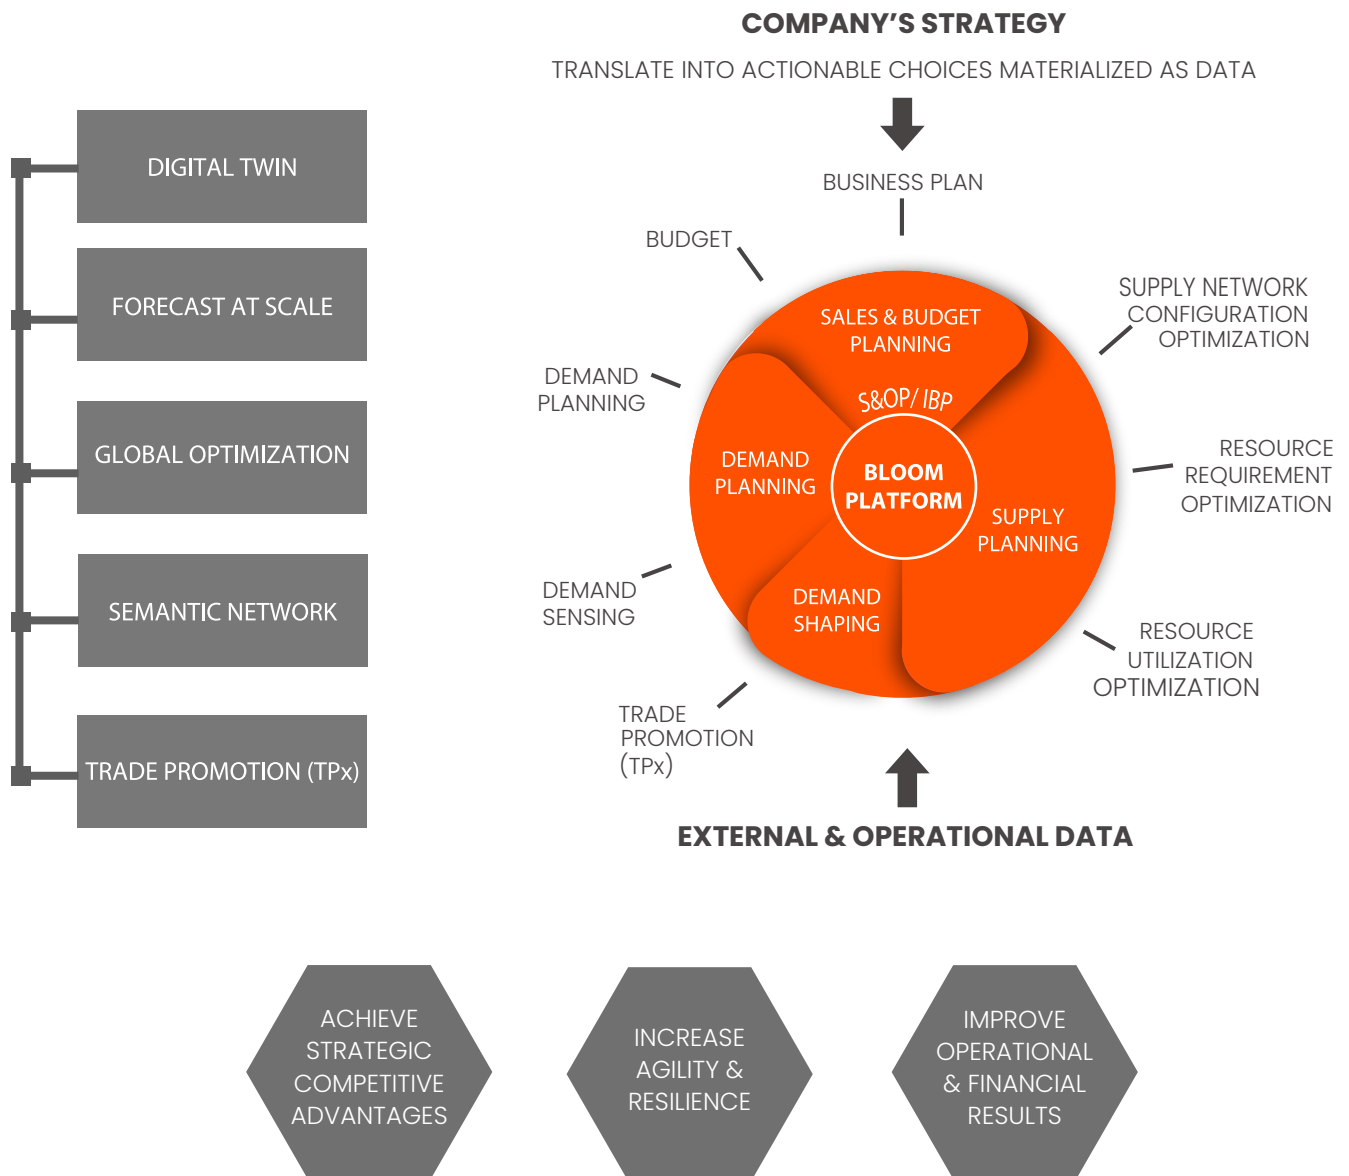 COMPANY’S STRATEGY
TRANSLATE INTO ACTIONABLE CHOICES MATERIALIZED AS DATA
DIGITAL TWIN
FORECAST AT SCALE
GLOBAL OPTIMIZATION
SEMANTIC NETWORK
TRADE PROMOTION (TPx)
BUSINESS PLAN
BUDGET
DEMAND
PLANNING
DEMAND
SENSING
TRADE
PROMOTION
(TPx)
SUPPLY NETWORK
CONFIGURATION
OPTIMIZATION
RESOURCE
REQUIREMENT
OPTIMIZATION
RESOURCE
UTILIZATION
OPTIMIZATION
SALES & BUDGET
PLANNING
S&OP/ IBP
DEMAND
PLANNING
BLOOM
PLATFORM
SUPPLY
PLANNING
DEMAND
SHAPING
EXTERNAL & OPERATIONAL DATA
ACHIEVE
STRATEGIC
COMPETITIVE
ADVANTAGES
INCREASE
AGILITY &
RESILIENCE
IMPROVE
OPERATIONAL
& FINANCIAL
RESULTS